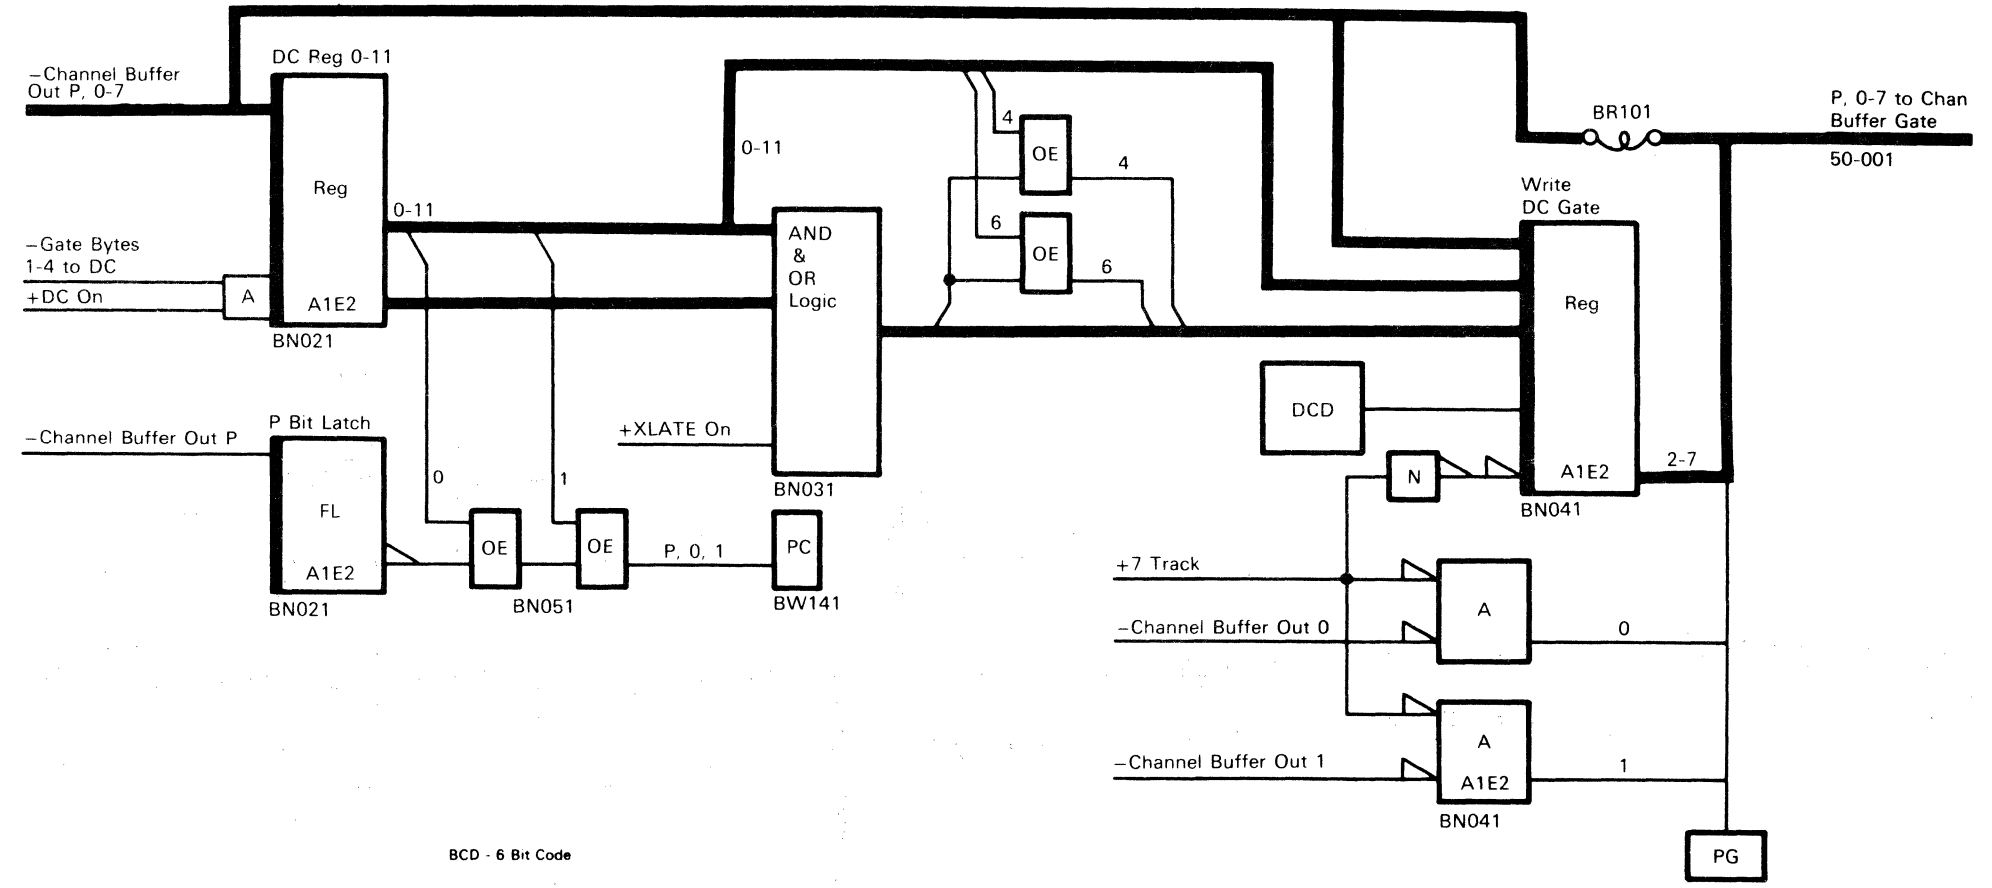 DC Reg 0-11
–Channel Buffer
Out P, 0-7
Reg
–Gate Bytes
1-4 to DC
+DC On
A
A1E2
BN021
0-11
0-11
AND
&
OR
Logic
+XLATE On
BN031
4
OE
4
6
OE
6
BR101
P, 0-7 to Chan
Buffer Gate
50-001
Write
DC Gate
Reg
A1E2
BN041
2-7
DCD
N
P Bit Latch
–Channel Buffer Out P
FL
A1E2
BN021
0
1
OE
OE
BN051
P, 0, 1
PC
BW141
+7 Track
A
–Channel Buffer Out 0
0
A
A1E2
–Channel Buffer Out 1
1
BN041
PG
BCD - 6 Bit Code